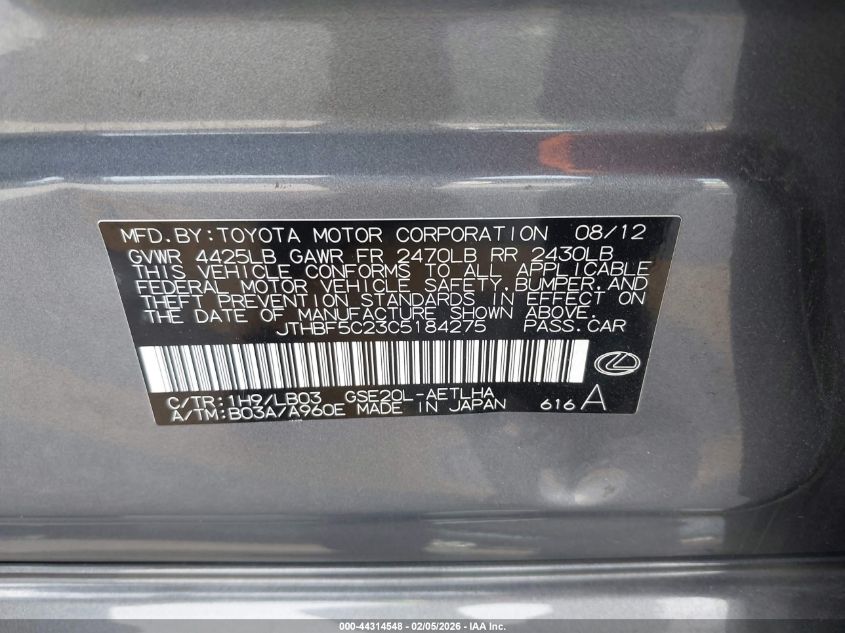 MFD.BY:TOYOTA MOTOR CORPORATION 08/12
GVWR 4425LB GAWR FR 2470LB RR 2430LB
THIS VEHICLE CONFORMS TO ALL APPLICABLE
FEDERAL MOTOR VEHICLE SAFETY,BUMPER,AND
THEFT PREVENTION STANDARDS IN EFFECT ON
THE DATE OF MANUFACTURE SHOWN ABOVE.
JTHBF5C23C5184275 PASS.CAR
C/TR:1H9/LB03 GSE20L-AETLHA
A/TM:B03A/A960E MADE IN JAPAN 616 A
000-44314548 - 02/05/2026 - IAA Inc.